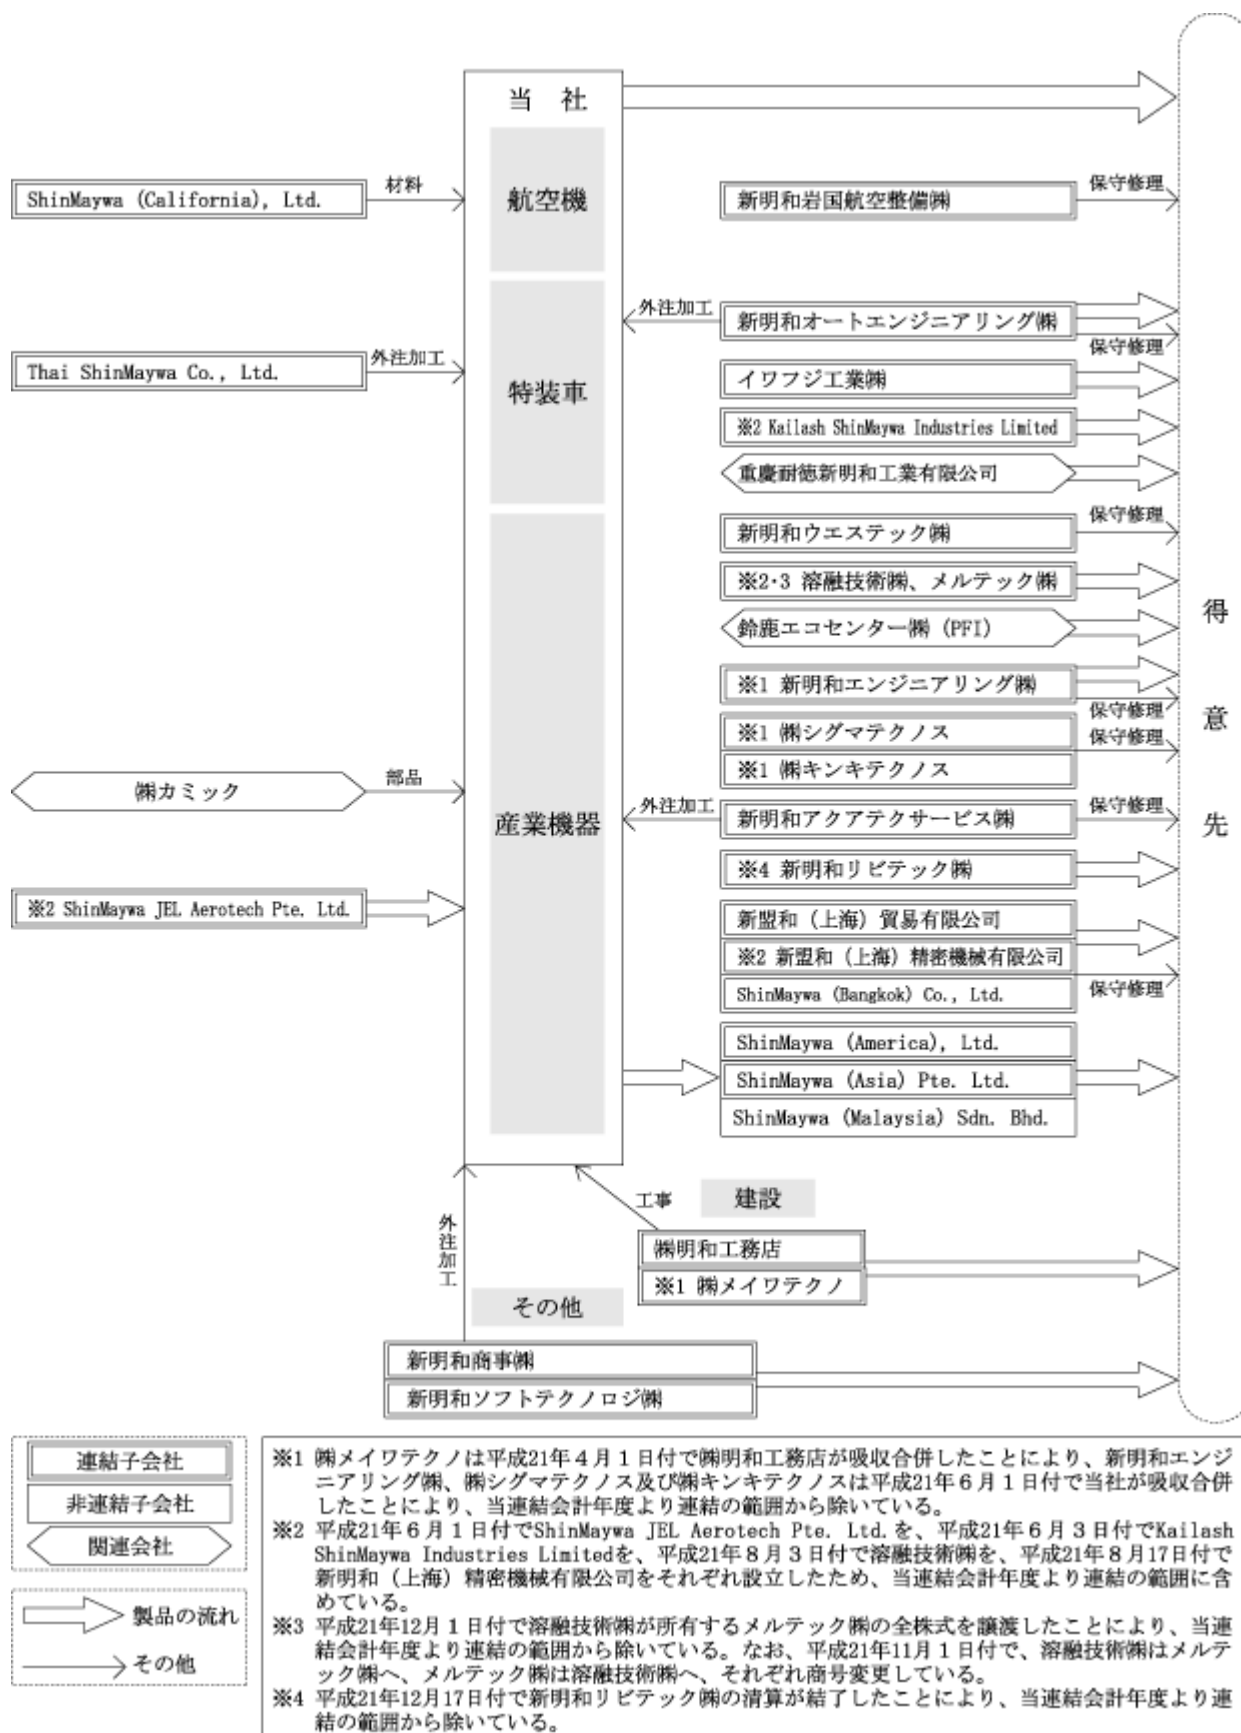 当 社
航空機
特装車
産業機器
ShinMaywa (California), Ltd.
材料
Thai ShinMaywa Co., Ltd.
外注加工
㈱カミック
部品
※2 ShinMaywa JEL Aerotech Pte. Ltd.
新明和岩国航空整備㈱
保守修理
外注加工
新明和オートエンジニアリング㈱
保守修理
イワフジ工業㈱
※2 Kailash ShinMaywa Industries Limited
重慶耐徳新明和工業有限公司
新明和ウエステック㈱
保守修理
※2・3 溶融技術㈱、メルテック㈱
鈴鹿エコセンター㈱ (PFI)
※1 新明和エンジニアリング㈱
保守修理
※1 ㈱シグマテクノス
保守修理
※1 ㈱キンキテクノス
外注加工
新明和アクアテクサービス㈱
保守修理
※4 新明和リビテック㈱
新盟和（上海）貿易有限公司
※2 新盟和（上海）精密機械有限公司
ShinMaywa (Bangkok) Co., Ltd.
保守修理
ShinMaywa (America), Ltd.
ShinMaywa (Asia) Pte. Ltd.
ShinMaywa (Malaysia) Sdn. Bhd.
得意先
工事
建設
㈱明和工務店
※1 ㈱メイワテクノ
外注加工
その他
新明和商事㈱
新明和ソフトテクノロジ㈱
連結子会社
非連結子会社
関連会社
製品の流れ
その他
※1 ㈱メイワテクノは平成21年４月１日付で㈱明和工務店が吸収合併したことにより、新明和エンジ
ニアリング㈱、㈱シグマテクノス及び㈱キンキテクノスは平成21年６月１日付で当社が吸収合併
したことにより、当連結会計年度より連結の範囲から除いている。
※2 平成21年６月１日付でShinMaywa JEL Aerotech Pte. Ltd.を、平成21年６月３日付でKailash
ShinMaywa Industries Limitedを、平成21年８月３日付で溶融技術㈱を、平成21年８月17日付で
新明和（上海）精密機械有限公司をそれぞれ設立したため、当連結会計年度より連結の範囲に含
めている。
※3 平成21年12月１日付で溶融技術㈱が所有するメルテック㈱の全株式を譲渡したことにより、当連
結会計年度より連結の範囲から除いている。なお、平成21年11月１日付で、溶融技術㈱はメルテ
ック㈱へ、メルテック㈱は溶融技術㈱へ、それぞれ商号変更している。
※4 平成21年12月17日付で新明和リビテック㈱の清算が結了したことにより、当連結会計年度より連
結の範囲から除いている。